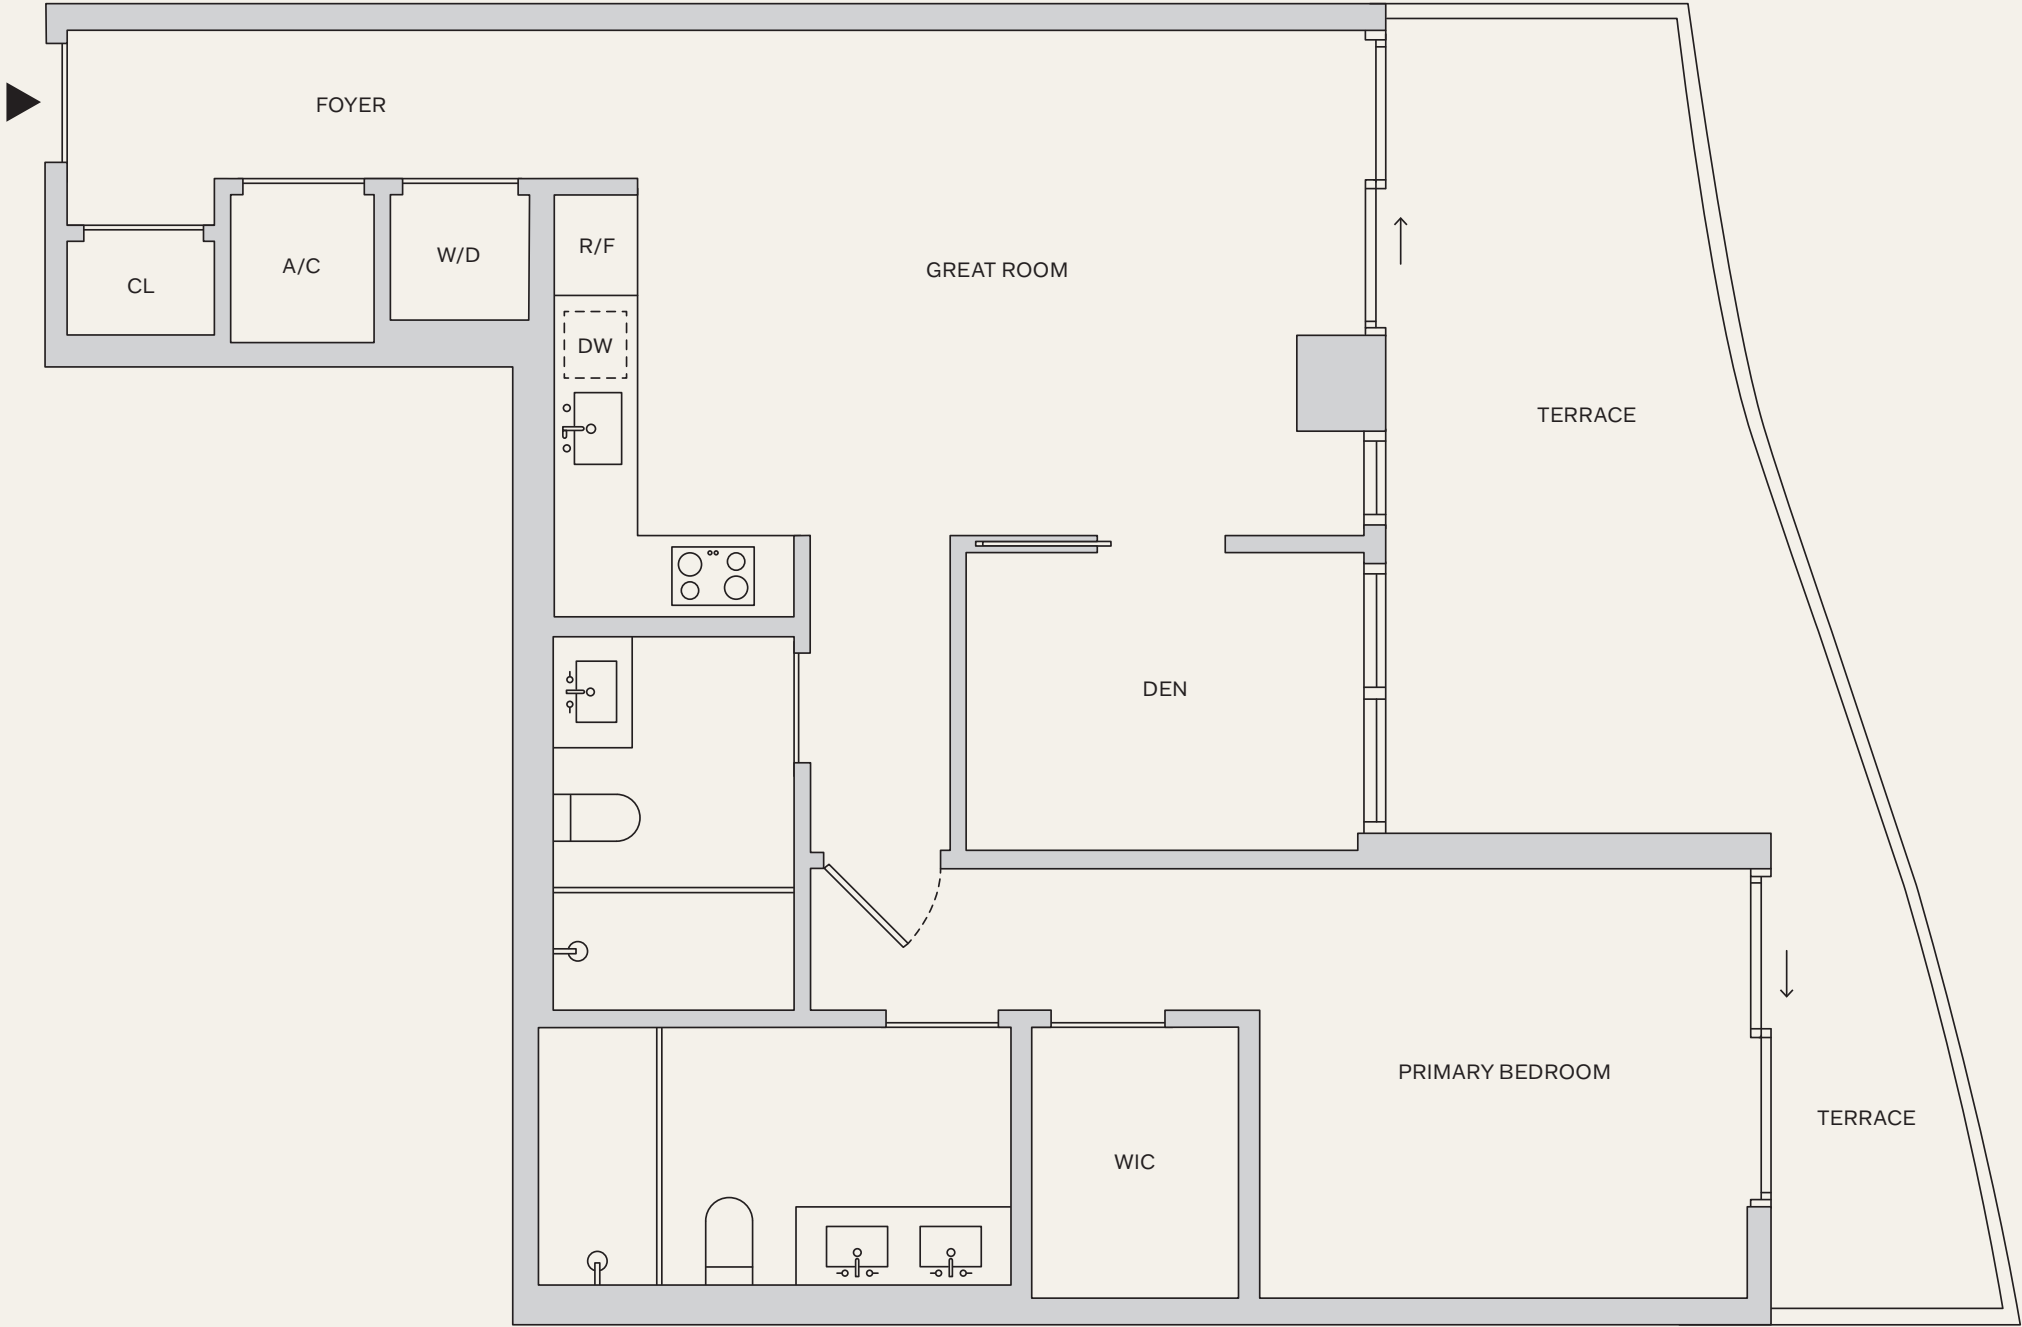 FOYER
R/F
W/D
A/C
GREAT ROOM
CL
DW
TERRACE
DEN
PRIMARY BEDROOM
TERRACE
WIC